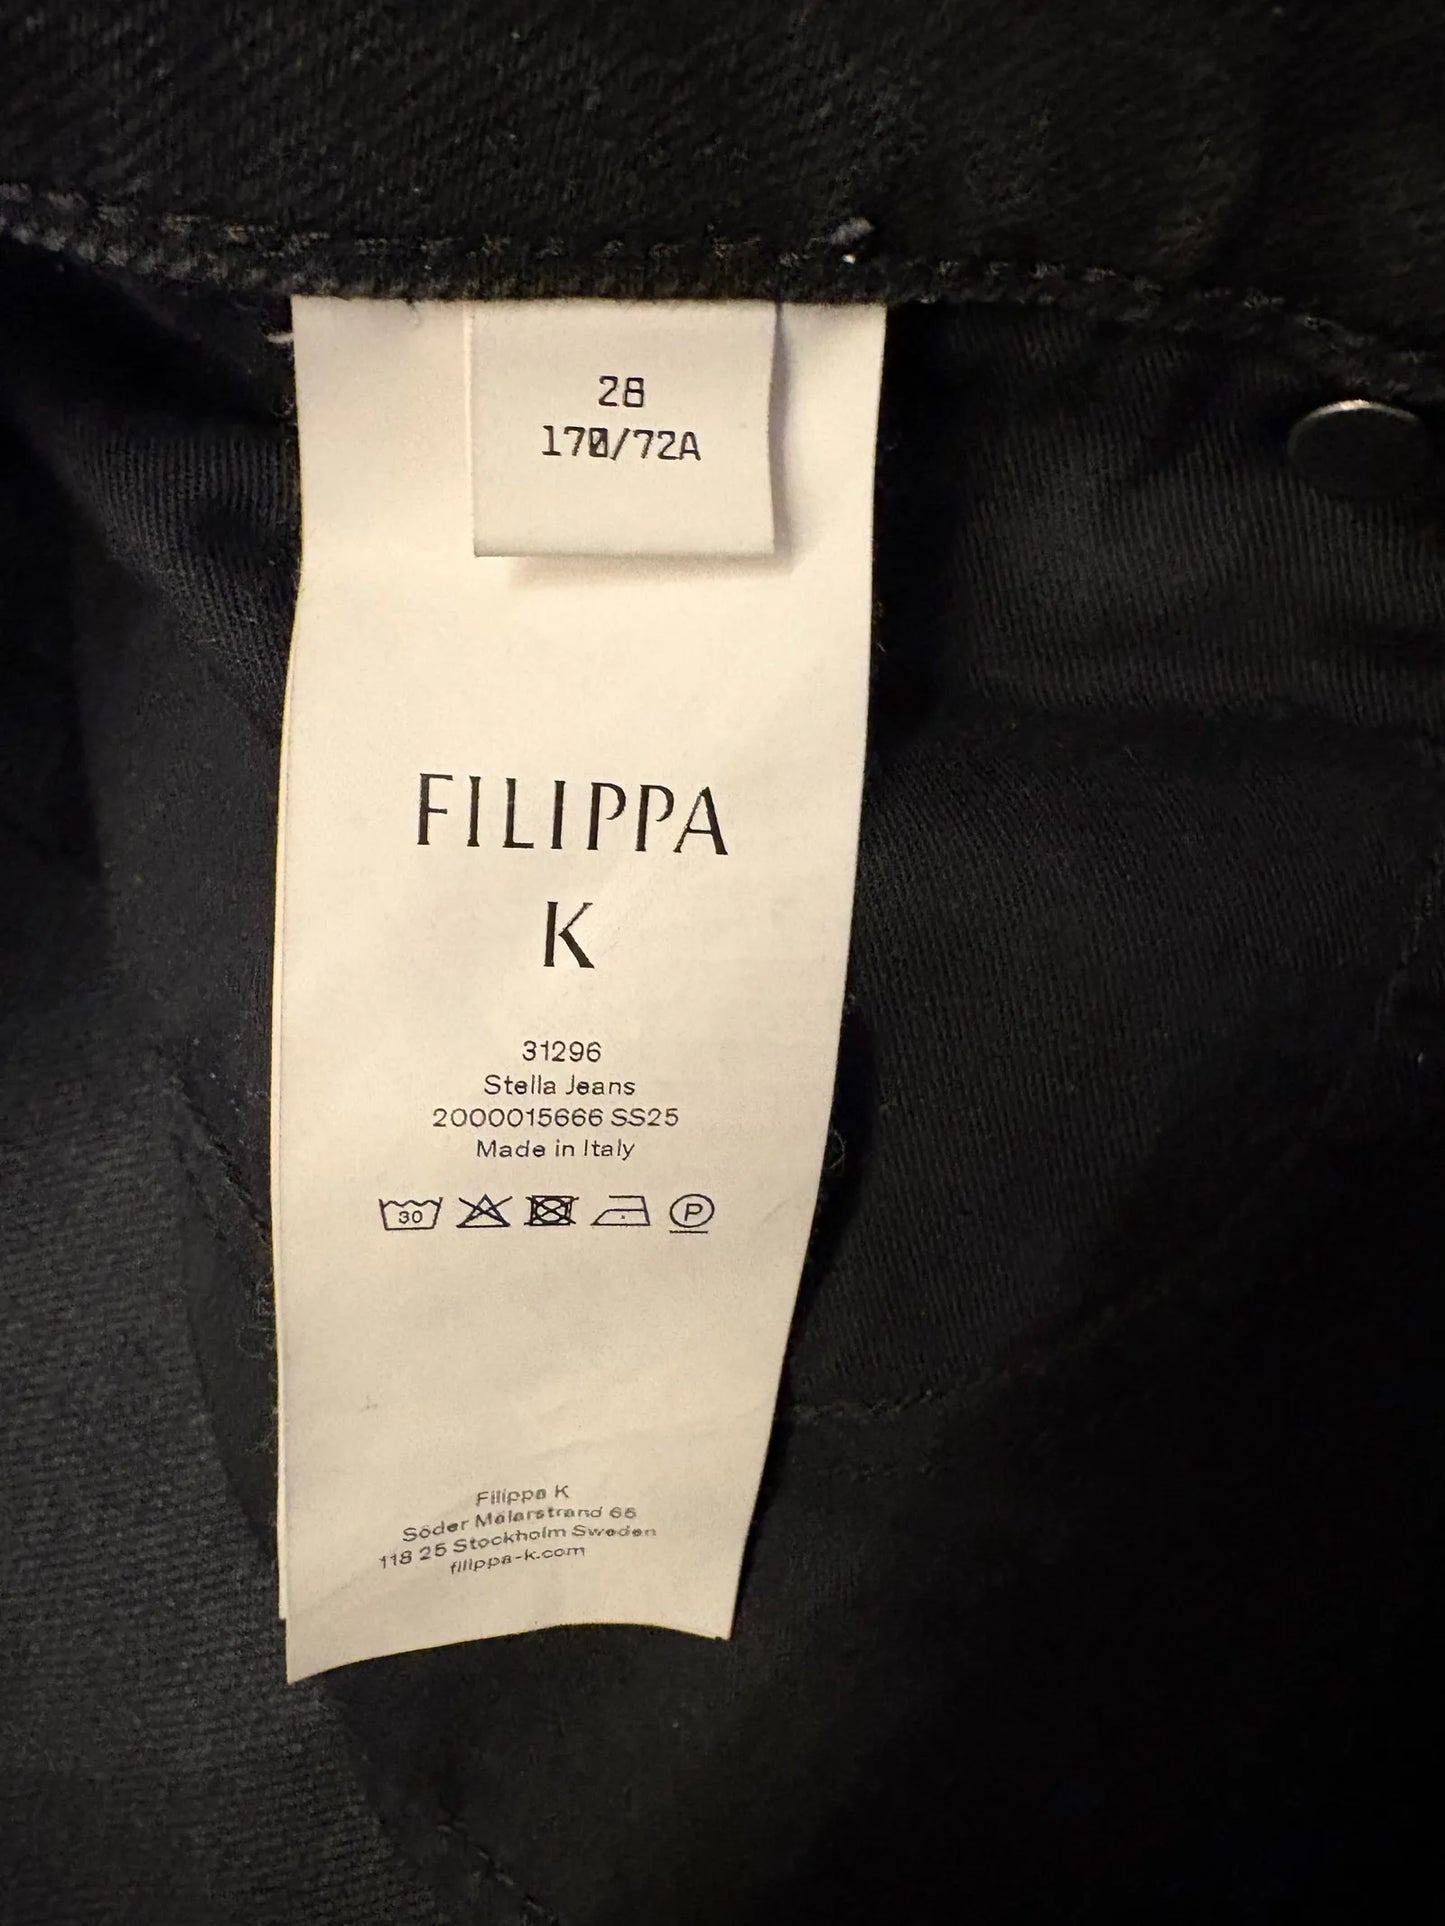 28
170/72A
FILIPPA
K
31296
Stella Jeans
2000015666 SS25
Made in Italy
30 P
Filippa K
Söder Mälarstrand 65
118 25 Stockholm Sweden
filippa-k.com